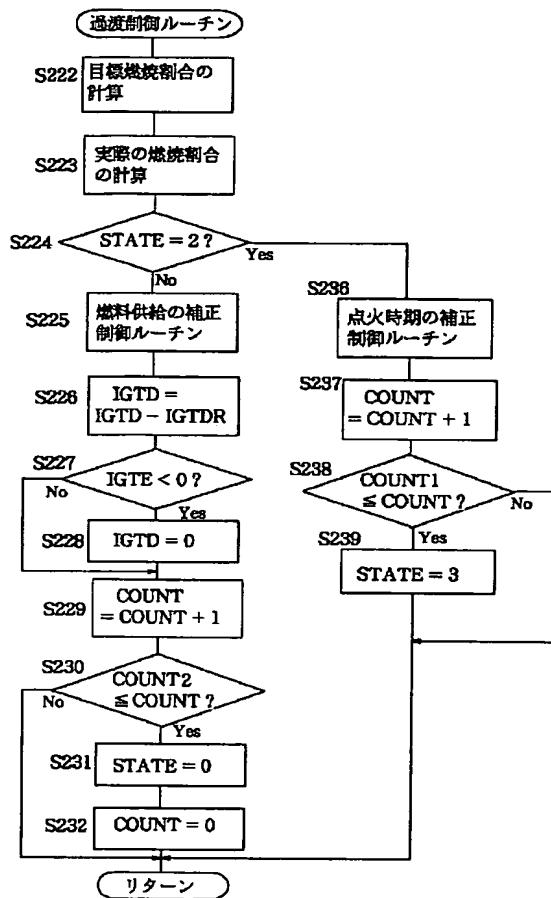 過渡制御ルーチン
S222
目標燃焼割合の
計算
S223
実際の燃焼割合
の計算
S224
STATE = 2 ?
Yes
No
S225
燃料供給の補正
制御ルーチン
S226
IGTD =
IGTD - IGTDR
S227
IGTE < 0 ?
No
Yes
S228
IGTD = 0
S229
COUNT
= COUNT + 1
S230
COUNT2
≦ COUNT ?
No
Yes
S231
STATE = 0
S232
COUNT = 0
S236
点火時期の補正
制御ルーチン
S237
COUNT
= COUNT + 1
S238
COUNT1
≦ COUNT ?
No
Yes
S239
STATE = 3
リターン